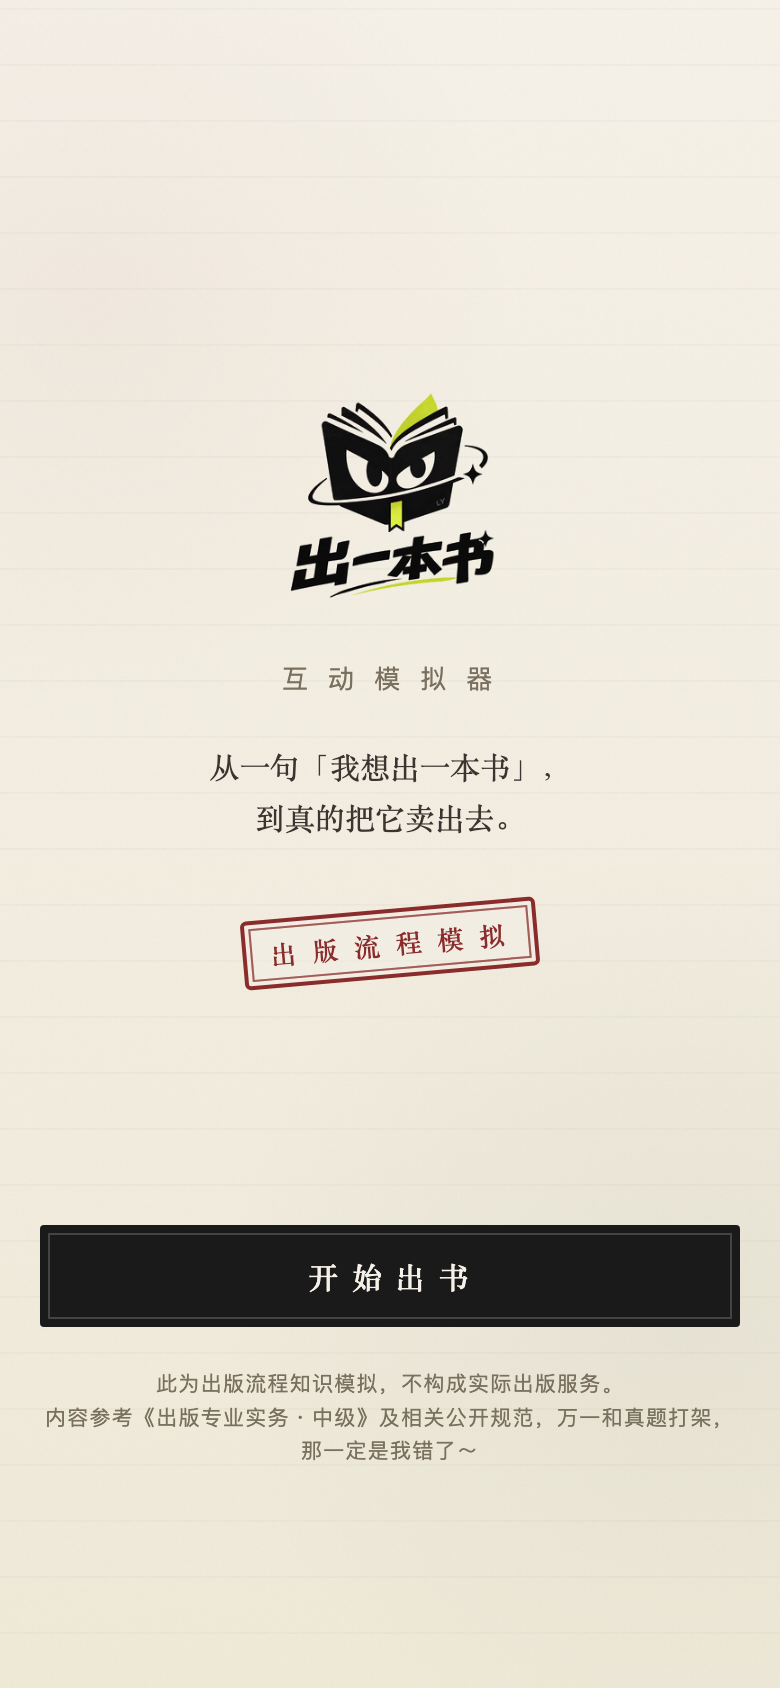 LY
出一本书
互动模拟器
从一句「我想出一本书」，
到真的把它卖出去。
出版流程模拟
开始出书
此为出版流程知识模拟，不构成实际出版服务。
内容参考《出版专业实务·中级》及相关公开规范，万一和真题打架，
那一定是我错了～